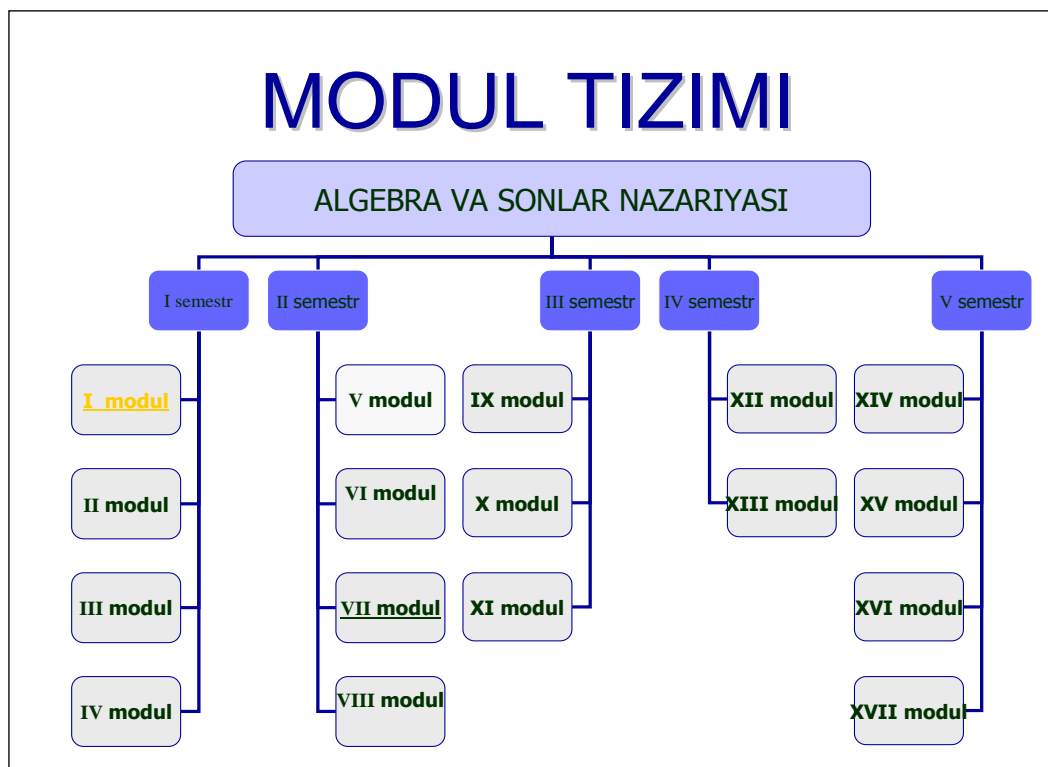 MODUL TIZIMI
ALGEBRA VA SONLAR NAZARIYASI
I semestr
II semestr
III semestr
IV semestr
V semestr
I modul
II modul
III modul
IV modul
V modul
VI modul
VII modul
VIII modul
IX modul
X modul
XI modul
XII modul
XIII modul
XIV modul
XV modul
XVI modul
XVII modul